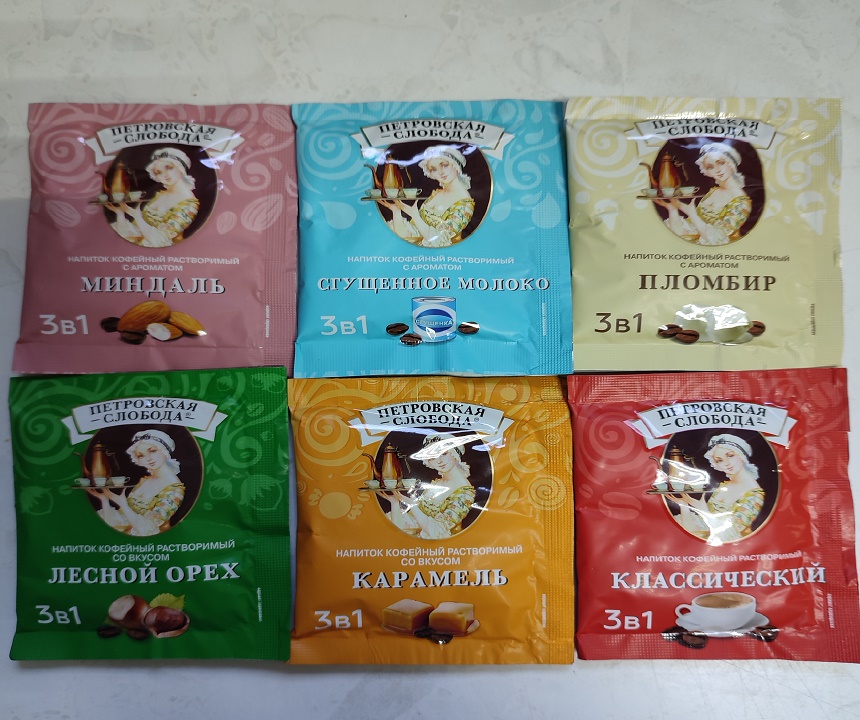 ПЕТРОВСКАЯ
СЛОБОДА
НАПИТОК КОФЕЙНЫЙ РАСТВОРИМЫЙ
С АРОМАТОМ
МИНДАЛЬ
3в1
ПЕТРОВСКАЯ
СЛОБОДА
НАПИТОК КОФЕЙНЫЙ РАСТВОРИМЫЙ
С АРОМАТОМ
СГУЩЕННОЕ МОЛОКО
3в1
СГУЩЕНКА
ПЕТРОВСКАЯ
СЛОБОДА
НАПИТОК КОФЕЙНЫЙ РАСТВОРИМЫЙ
С АРОМАТОМ
ПЛОМБИР
3в1
ПЕТРОВСКАЯ
СЛОБОДА
НАПИТОК КОФЕЙНЫЙ РАСТВОРИМЫЙ
СО ВКУСОМ
ЛЕСНОЙ ОРЕХ
3в1
ПЕТРОВСКАЯ
СЛОБОДА
НАПИТОК КОФЕЙНЫЙ РАСТВОРИМЫЙ
СО ВКУСОМ
КАРАМЕЛЬ
3в1
ПЕТРОВСКАЯ
СЛОБОДА
НАПИТОК КОФЕЙНЫЙ РАСТВОРИМЫЙ
КЛАССИЧЕСКИЙ
3в1